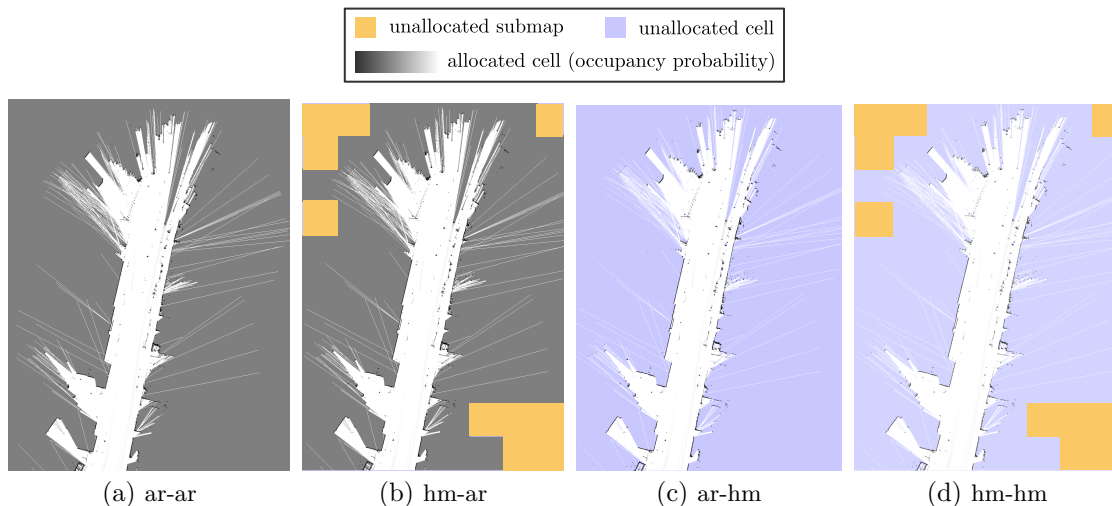 unallocated submap
unallocated cell
allocated cell (occupancy probability)
(a) ar-ar
(b) hm-ar
(c) ar-hm
(d) hm-hm